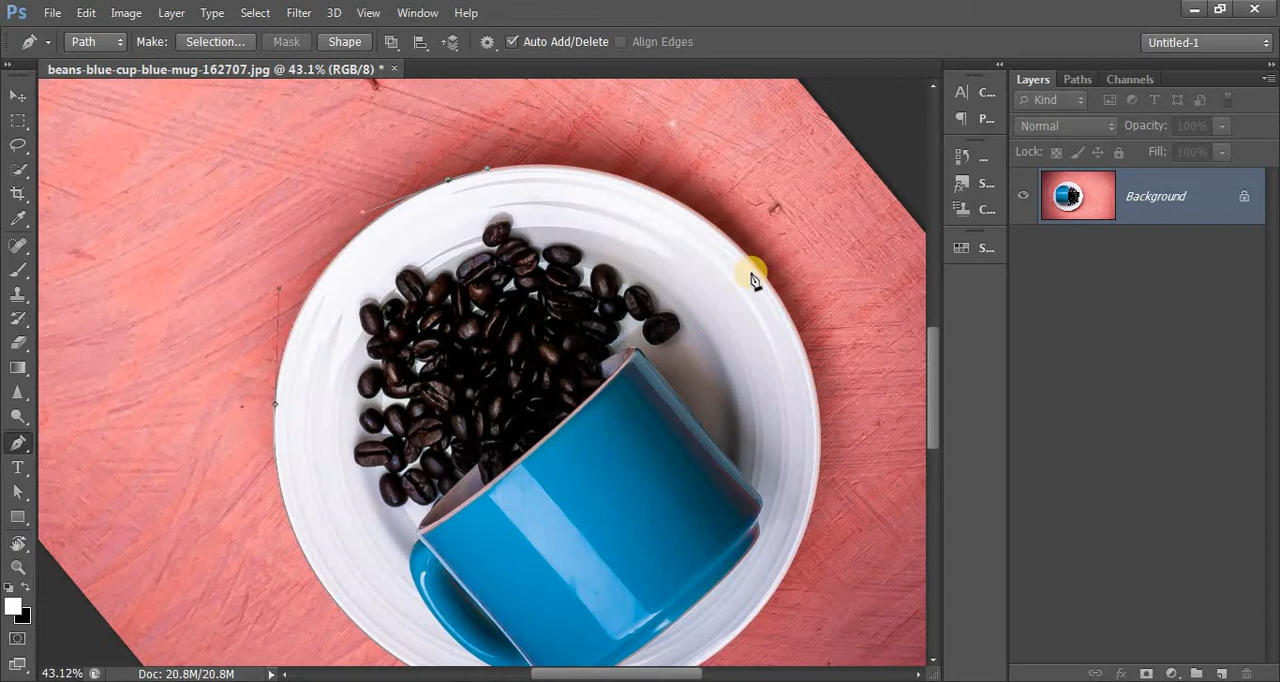 Ps File Edit Image Layer Type Select Filter 3D View Window Help
Path Make: Selection... Mask Shape Auto Add/Delete Align Edges Untitled-1
beans-blue-cup-blue-mug-162707.jpg @ 43.1% (RGB/8) * ×
Layers Paths Channels
Kind
Normal Opacity: 100%
Lock: Fill: 100%
Background
C...
P...
...
S...
C...
S...
43.12% Doc: 20.8M/20.8M